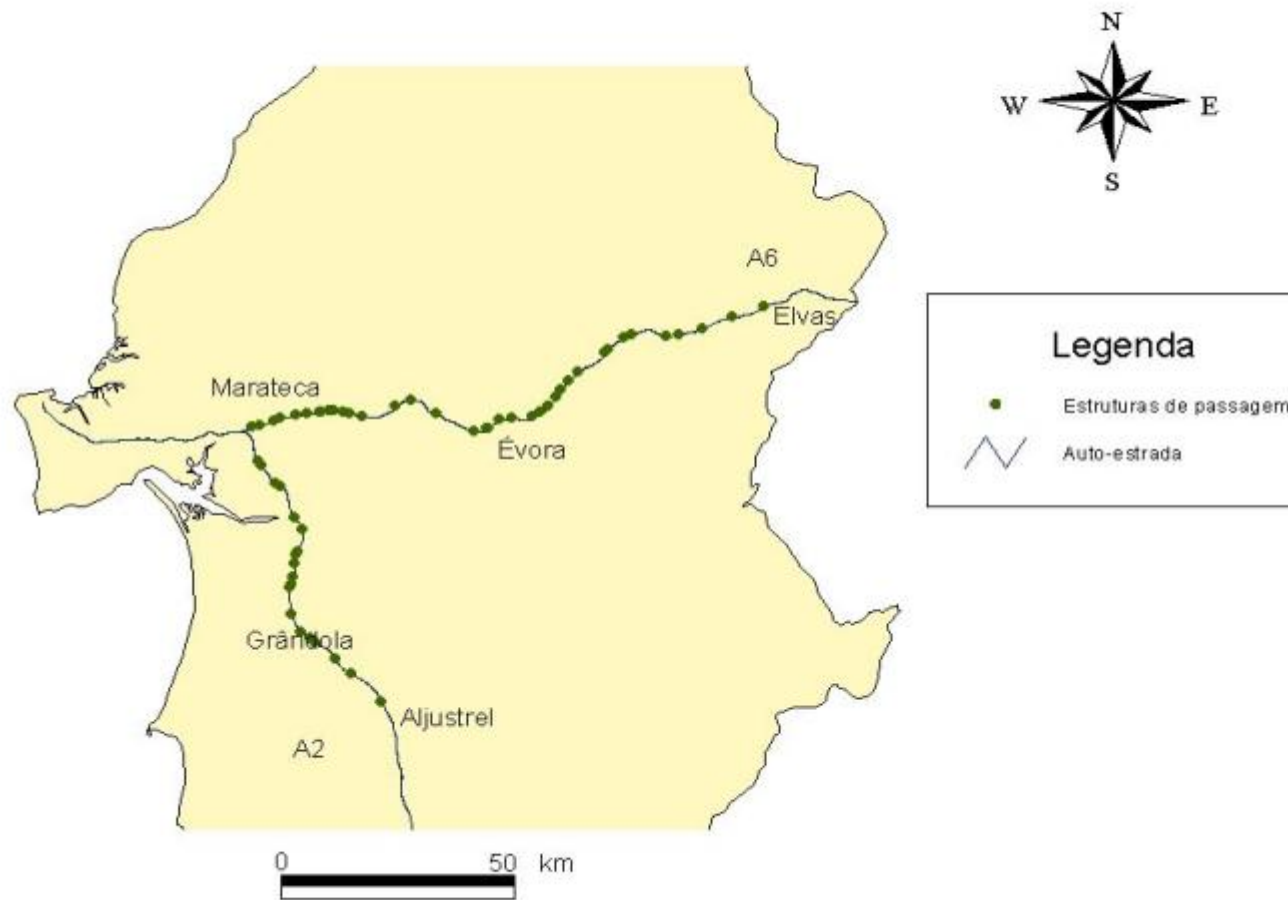 N
W E
S
A6
Elvas
Marateca
Évora
Grândola
Aljustrel
A2
0 50 km
Legenda
Estruturas de passagem
Auto-estrada